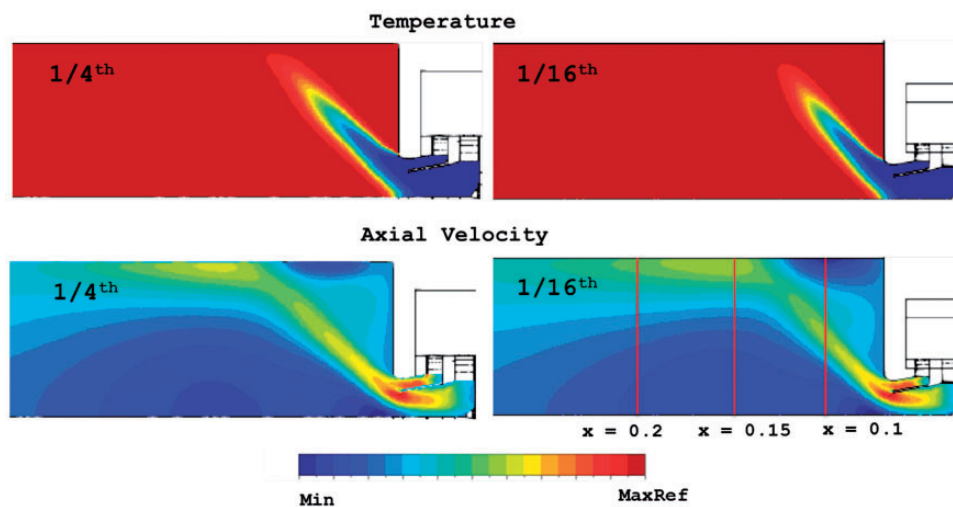 Temperature
1/4th
1/16th
Axial Velocity
1/4th
1/16th
x = 0.2 x = 0.15 x = 0.1
Min MaxRef